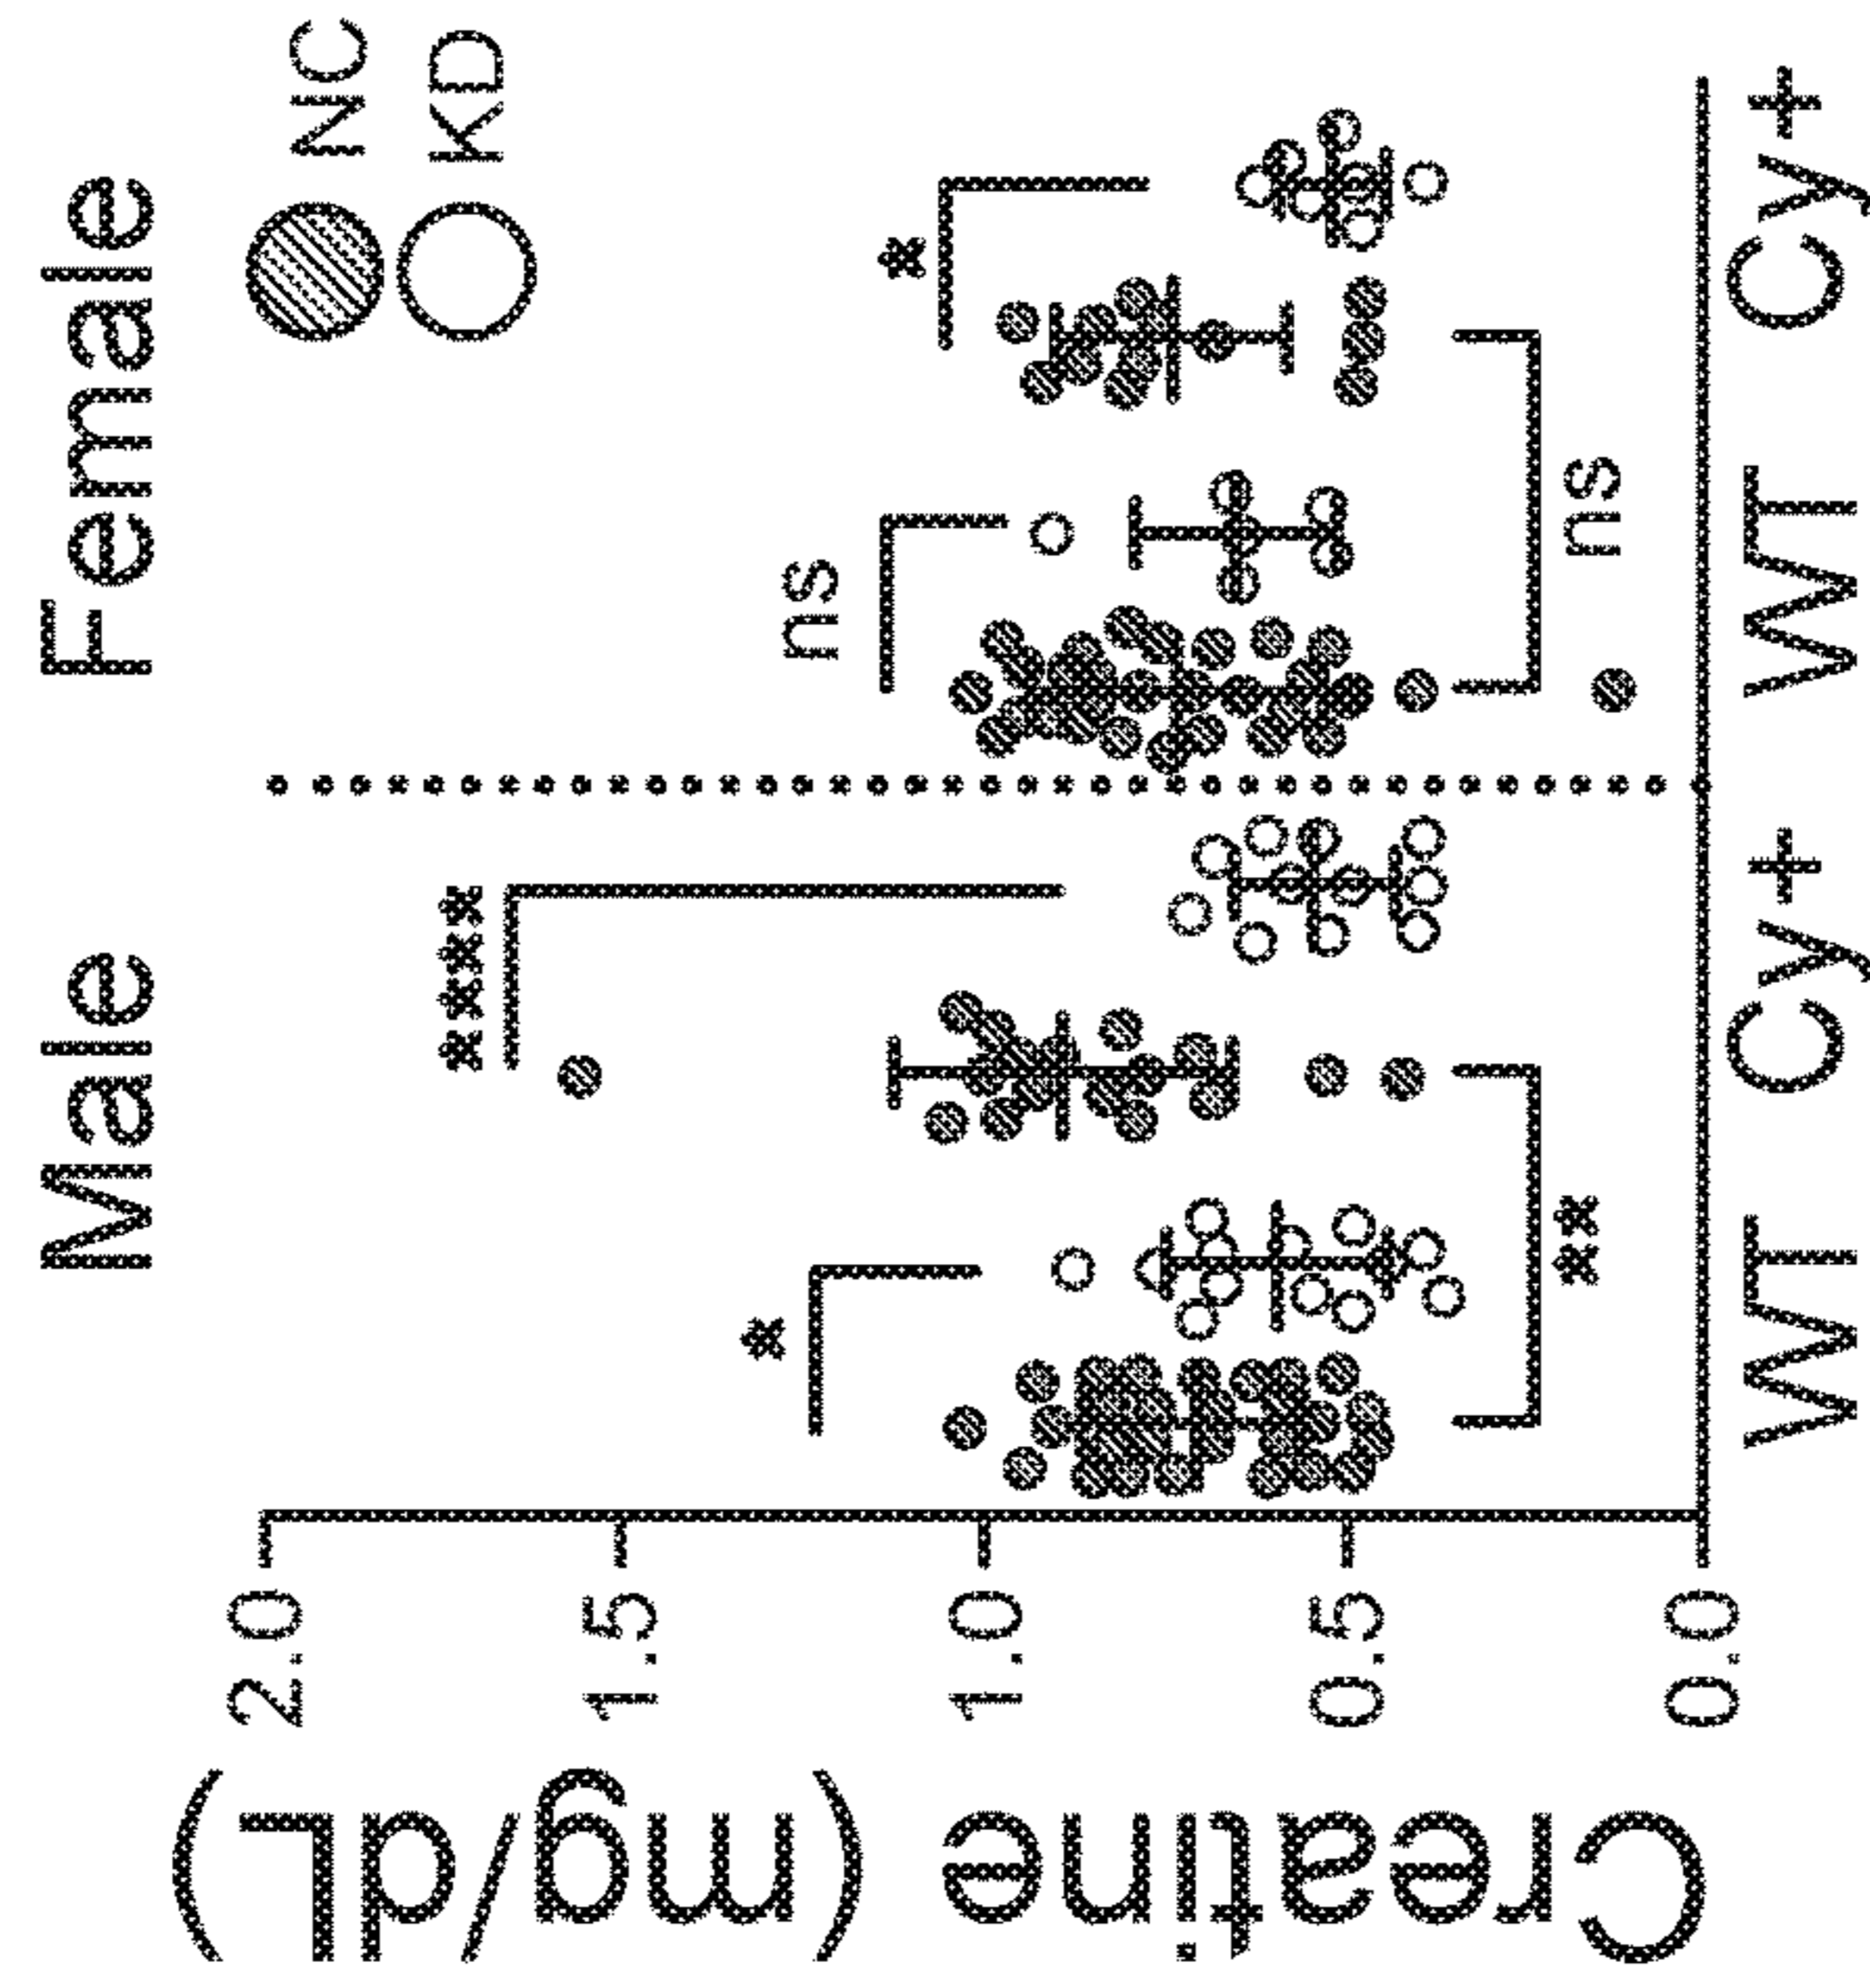 Male
Female
NC
KD
Creatine (mg/dL)
2.0
1.5
1.0
0.5
0.0
*
****
ns
*
**
ns
WT
Cy+
WT
Cy+